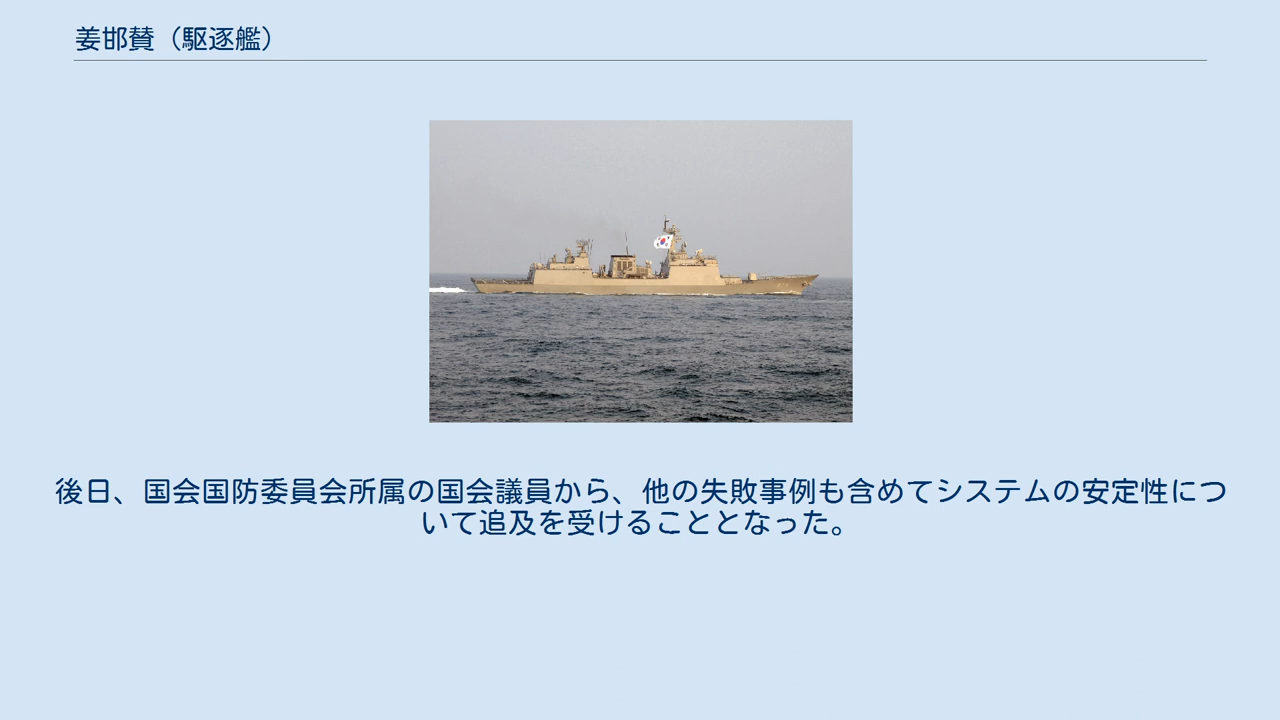 姜邯賛（駆逐艦）
後日、国会国防委員会所属の国会議員から、他の失敗事例も含めてシステムの安定性につ
いて追及を受けることとなった。